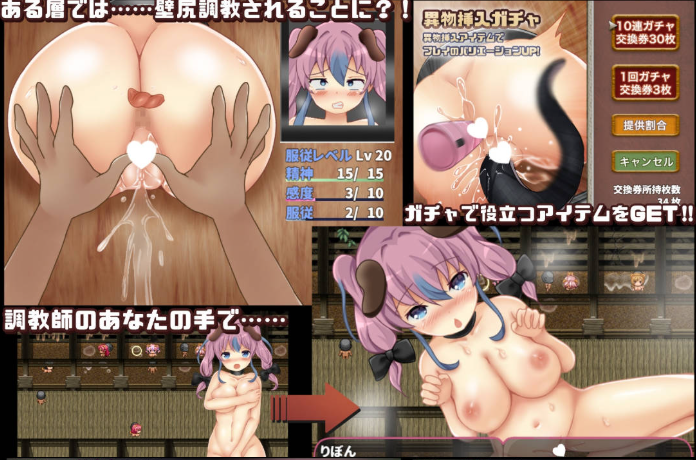 ある層では……壁尻調教されることに？！
服従レベル Lv 20
精神 15/ 15
感度 3/ 10
服従 2/ 10
異物挿入ガチャ
異物挿入アイテムで
プレイのバリエーションUP!
10連ガチャ
交換券30枚
1回ガチャ
交換券3枚
提供割合
キャンセル
交換券所持枚数
34 枚
ガチャで役立つアイテムをGET!!
調教師のあなたの手で……
りぼん